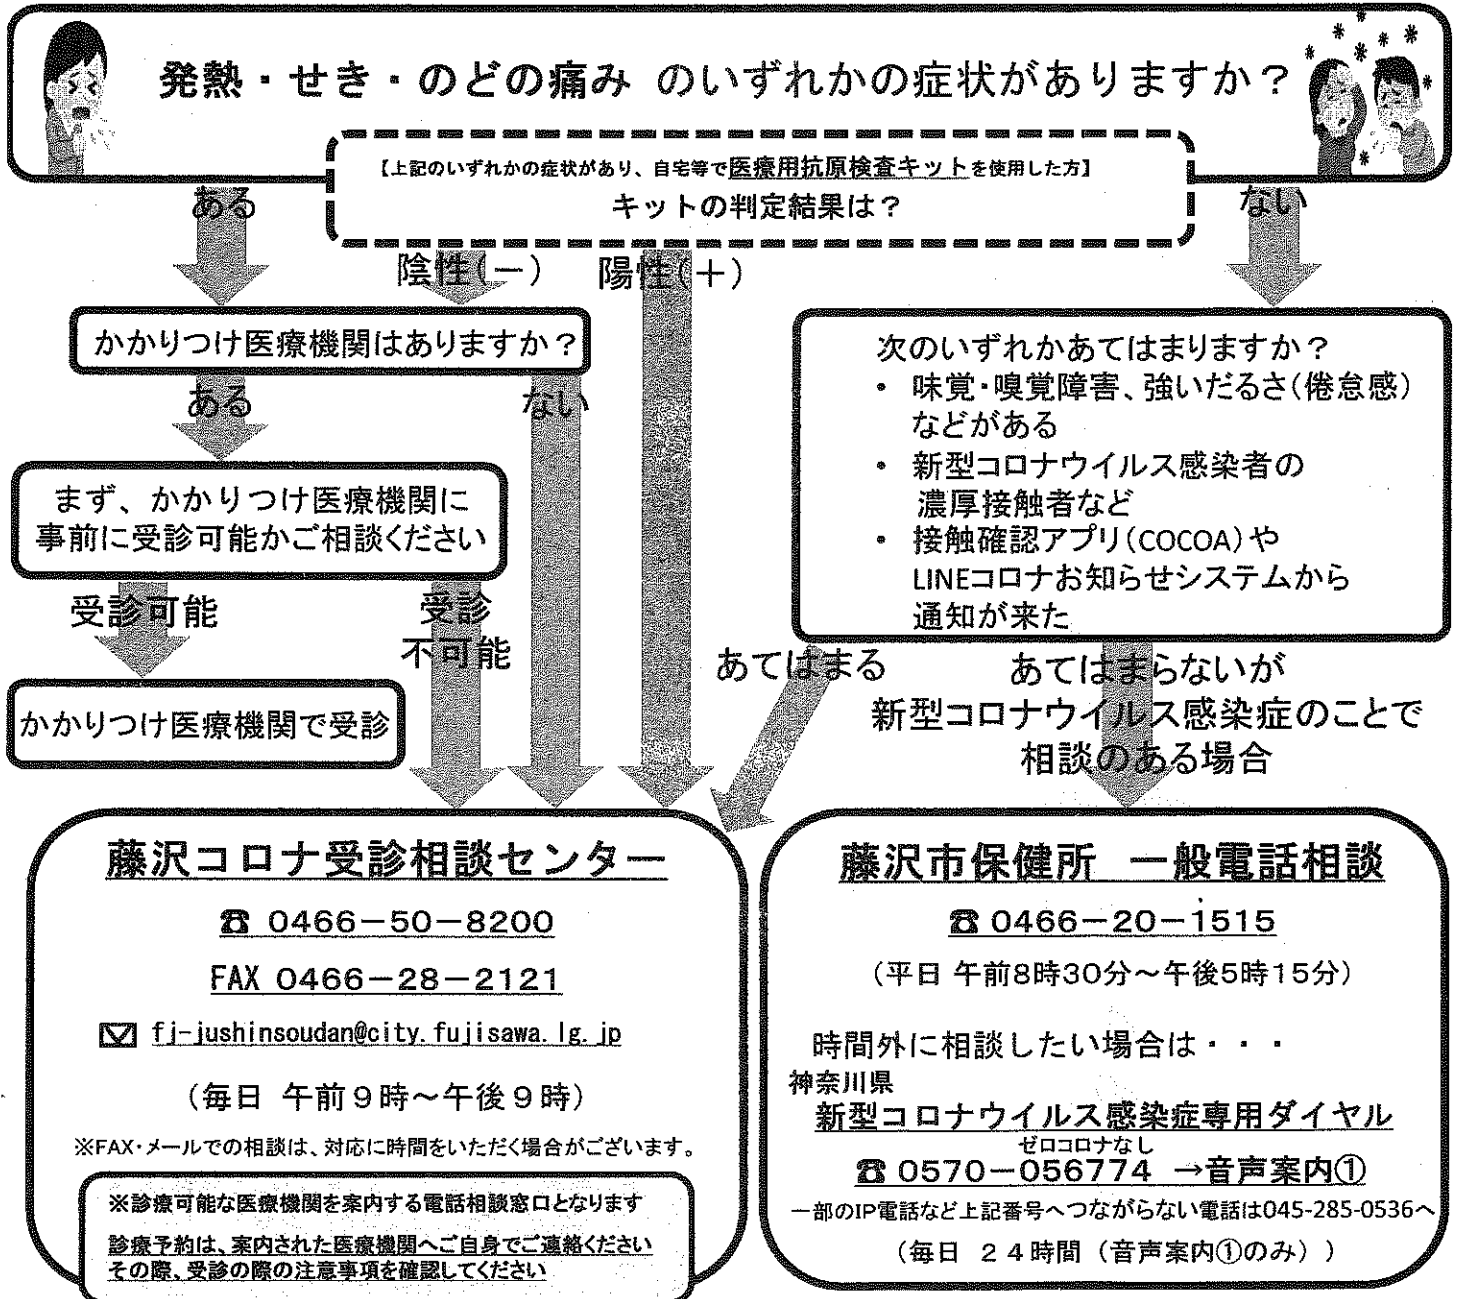 発熱・せき・のどの痛み のいずれかの症状がありますか？
【上記のいずれかの症状があり、自宅等で医療用抗原検査キットを使用した方】
キットの判定結果は？
ある
ない
陰性(－)
陽性(＋)
かかりつけ医療機関はありますか？
ある
ない
まず、かかりつけ医療機関に
事前に受診可能かご相談ください
受診可能
受診
不可能
かかりつけ医療機関で受診
次のいずれかあてはまりますか？
・ 味覚・嗅覚障害、強いだるさ(倦怠感)
などがある
・ 新型コロナウイルス感染者の
濃厚接触者など
・ 接触確認アプリ(COCOA)や
LINEコロナお知らせシステムから
通知が来た
あてはまる
あてはまらないが
新型コロナウイルス感染症のことで
相談のある場合
藤沢コロナ受診相談センター
☎ 0466－50－8200
FAX 0466－28－2121
fj-jushinsoudan@city.fujisawa.lg.jp
（毎日 午前９時～午後９時）
※FAX・メールでの相談は、対応に時間をいただく場合がございます。
※診療可能な医療機関を案内する電話相談窓口となります
診療予約は、案内された医療機関へご自身でご連絡ください
その際、受診の際の注意事項を確認してください
藤沢市保健所 一般電話相談
☎ 0466－20－1515
（平日 午前8時30分～午後5時15分）
時間外に相談したい場合は・・・
神奈川県
新型コロナウイルス感染症専用ダイヤル
ゼロコロナなし
☎ 0570－056774 →音声案内①
一部のIP電話など上記番号へつながらない電話は045-285-0536へ
（毎日 ２４時間（音声案内①のみ））